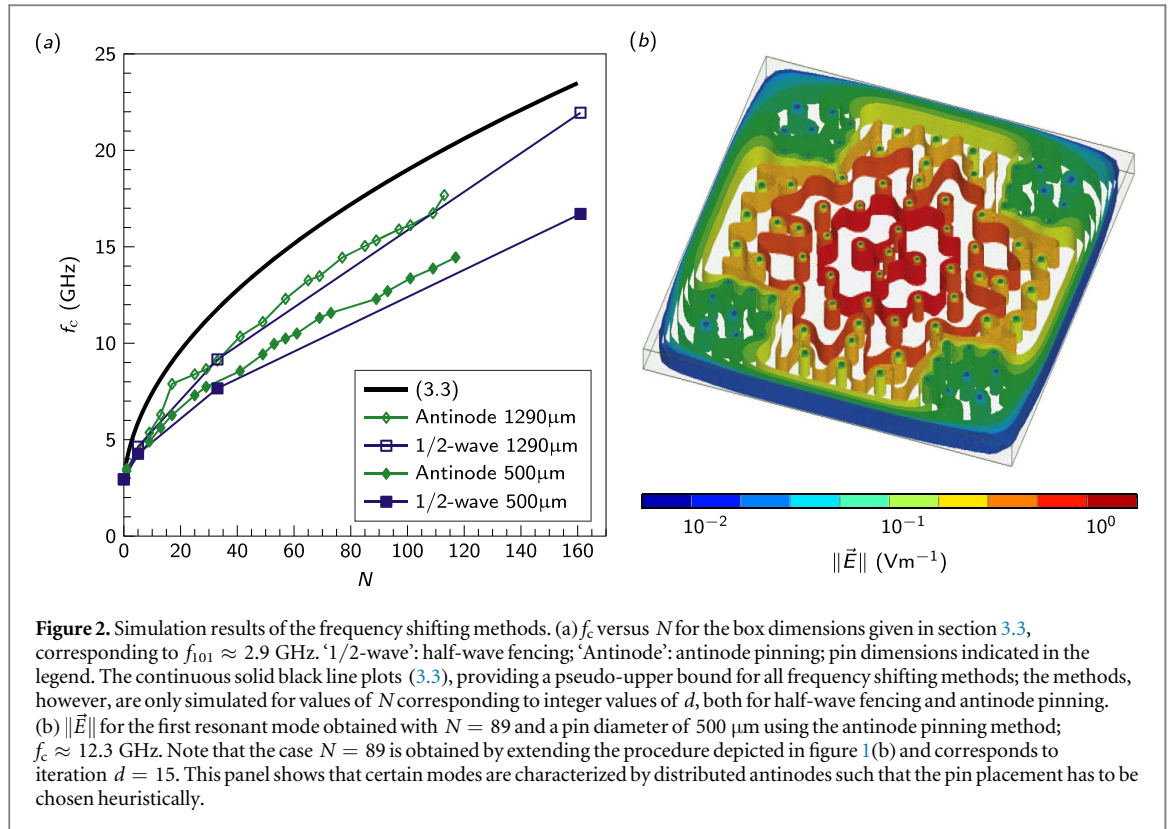 (a)
(b)
25
20
15
10
5
0
f_c (GHz)
0 20 40 60 80 100 120 140 160
N
(3.3)
Antinode 1290μm
1/2-wave 1290μm
Antinode 500μm
1/2-wave 500μm
10⁻² 10⁻¹ 10⁰
‖E⃗‖ (Vm⁻¹)
Figure 2. Simulation results of the frequency shifting methods. (a) f_c versus N for the box dimensions given in section 3.3,
corresponding to f₁₀₁ ≈ 2.9 GHz. ‘1/2-wave’: half-wave fencing; ‘Antinode’: antinode pinning; pin dimensions indicated in the
legend. The continuous solid black line plots (3.3), providing a pseudo-upper bound for all frequency shifting methods; the methods,
however, are only simulated for values of N corresponding to integer values of d, both for half-wave fencing and antinode pinning.
(b) ‖E⃗‖ for the first resonant mode obtained with N = 89 and a pin diameter of 500 μm using the antinode pinning method;
f_c ≈ 12.3 GHz. Note that the case N = 89 is obtained by extending the procedure depicted in figure 1(b) and corresponds to
iteration d = 15. This panel shows that certain modes are characterized by distributed antinodes such that the pin placement has to be
chosen heuristically.